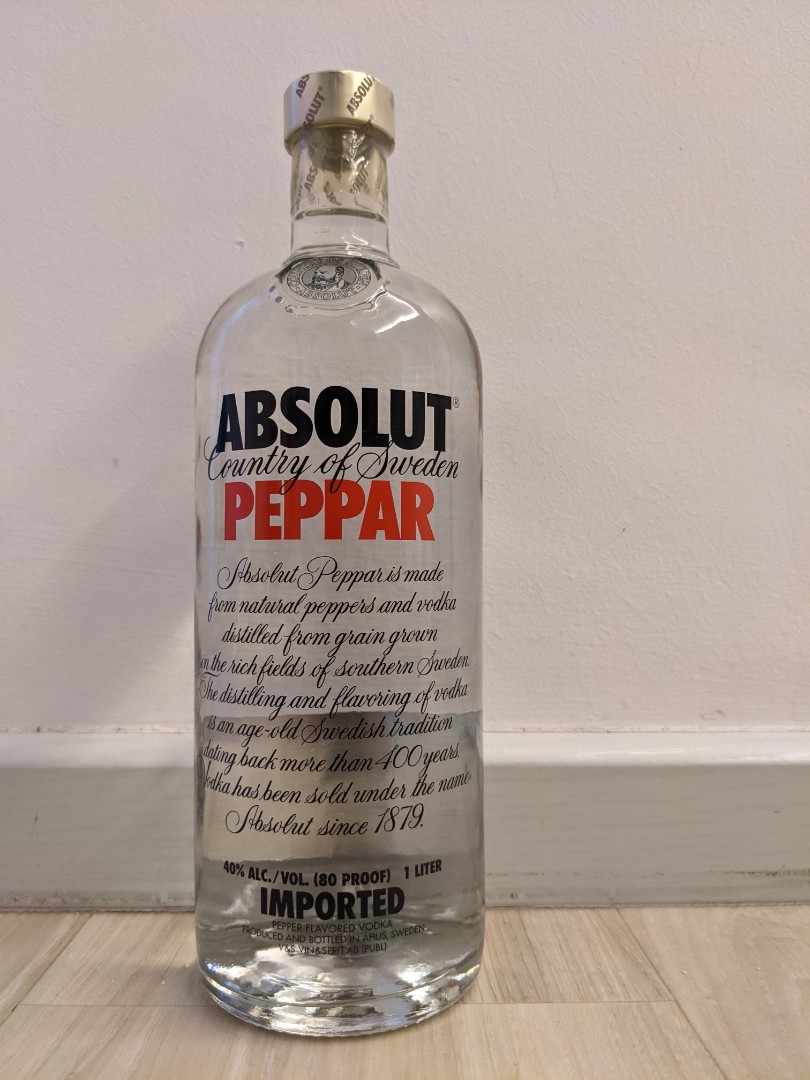 ABSOLUT
ABSOLUT
ABSOLUT
ABSOLUT®
Country of Sweden
PEPPAR
Absolut Peppar is made
from natural peppers and vodka
distilled from grain grown
in the rich fields of southern Sweden.
The distilling and flavoring of vodka
is an age-old Swedish tradition
dating back more than 400 years.
Vodka has been sold under the name
Absolut since 1879.
40% ALC./VOL. (80 PROOF) 1 LITER
IMPORTED
PEPPER FLAVORED VODKA
PRODUCED AND BOTTLED IN ÅHUS, SWEDEN
V&S VIN&SPRIT AB (PUBL)